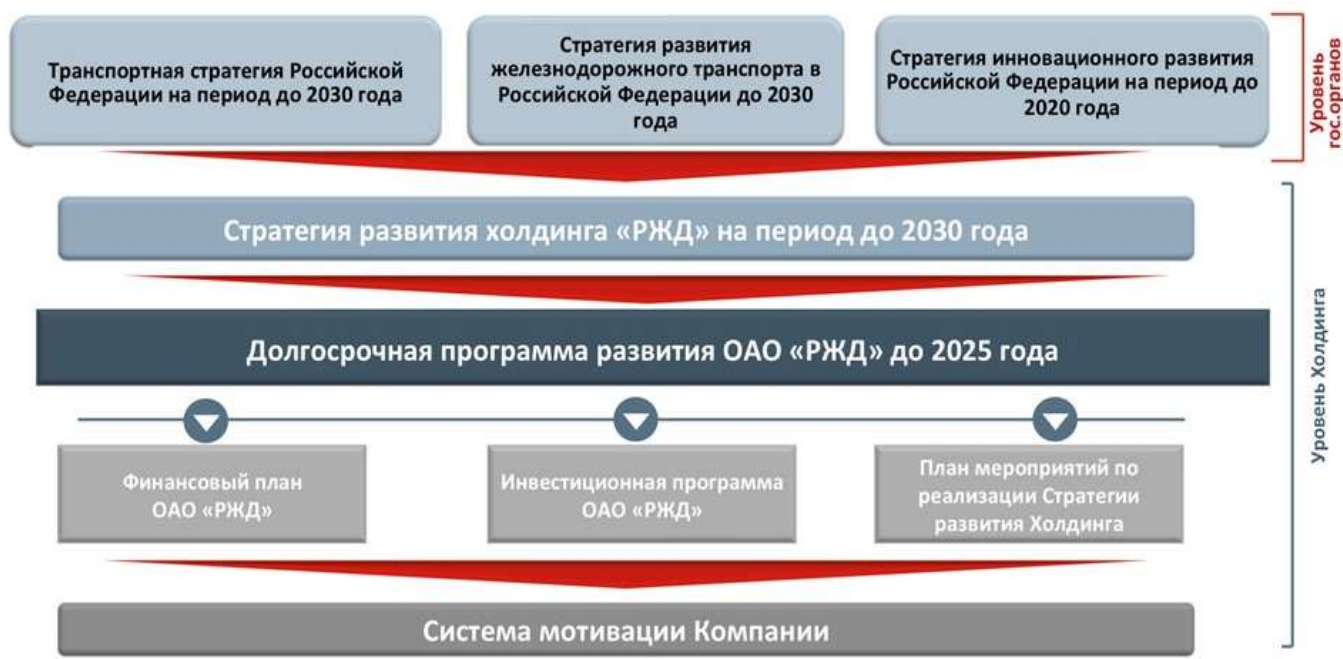 Транспортная стратегия Российской
Федерации на период до 2030 года
Стратегия развития
железнодорожного транспорта в
Российской Федерации до 2030
года
Стратегия инновационного развития
Российской Федерации на период до
2020 года
Уровень
гос.органов
Стратегия развития холдинга «РЖД» на период до 2030 года
Долгосрочная программа развития ОАО «РЖД» до 2025 года
Финансовый план
ОАО «РЖД»
Инвестиционная программа
ОАО «РЖД»
План мероприятий по
реализации Стратегии
развития Холдинга
Система мотивации Компании
Уровень Холдинга